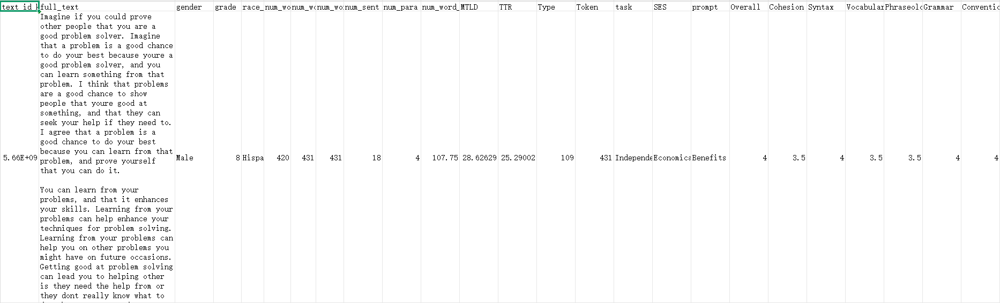 text_id_k full_text gender grade race_ num_wo num_wo num_wo num_sent num_para num_word_ MTLD TTR Type Token task SES prompt Overall Cohesion Syntax Vocabular Phraseolo Grammar Conventio
Imagine if you could prove
other people that you are a
good problem solver. Imagine
that a problem is a good chance
to do your best because youre a
good problem solver, and you
can learn something from that
problem. I think that problems
are a good chance to show
people that youre good at
something, and that they can
seek your help if they need to.
I agree that a problem is a
good chance to do your best
because you can learn from that
5.66E+09 problem, and prove yourself Male 8 Hispa 420 431 431 18 4 107.75 28.62629 25.29002 109 431 Independe Economica Benefits 4 3.5 4 3.5 3.5 4 4
that you can do it.
You can learn from your
problems, and that it enhances
your skills. Learning from your
problems can help enhance your
techniques for problem solving.
Learning from your problems can
help you on other problems you
might have on future occasions.
Getting good at problem solving
can lead you to helping other
is they need the help from or
they dont really know what to